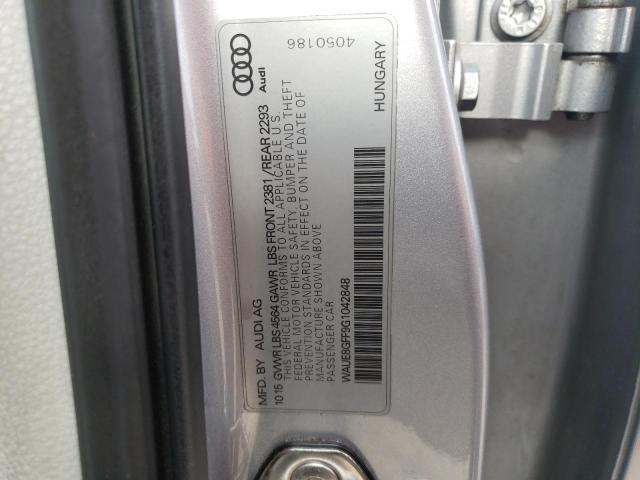 MFD. BY AUDI AG
10 15 GVWR LBS 4564 GAWR LBS FRONT 2381 / REAR 2293
THIS VEHICLE CONFORMS TO ALL APPLICABLE U.S.
FEDERAL MOTOR VEHICLE SAFETY, BUMPER AND THEFT
PREVENTION STANDARDS IN EFFECT ON THE DATE OF
MANUFACTURE SHOWN ABOVE
PASSENGER CAR
WAUE8GFF9G1042848
HUNGARY
Audi
4050186